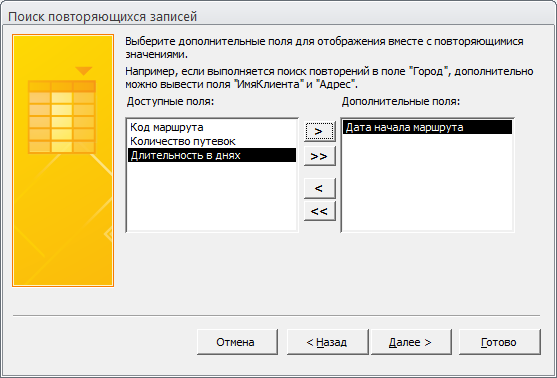 Поиск повторяющихся записей
Выберите дополнительные поля для отображения вместе с повторяющимися
значениями.
Например, если выполняется поиск повторений в поле "Город", дополнительно
можно вывести поля "ИмяКлиента" и "Адрес".
Доступные поля: Дополнительные поля:
Код маршрута > Дата начала маршрута
Количество путевок
Длительность в днях >>
<
<<
Отмена < Назад Далее > Готово